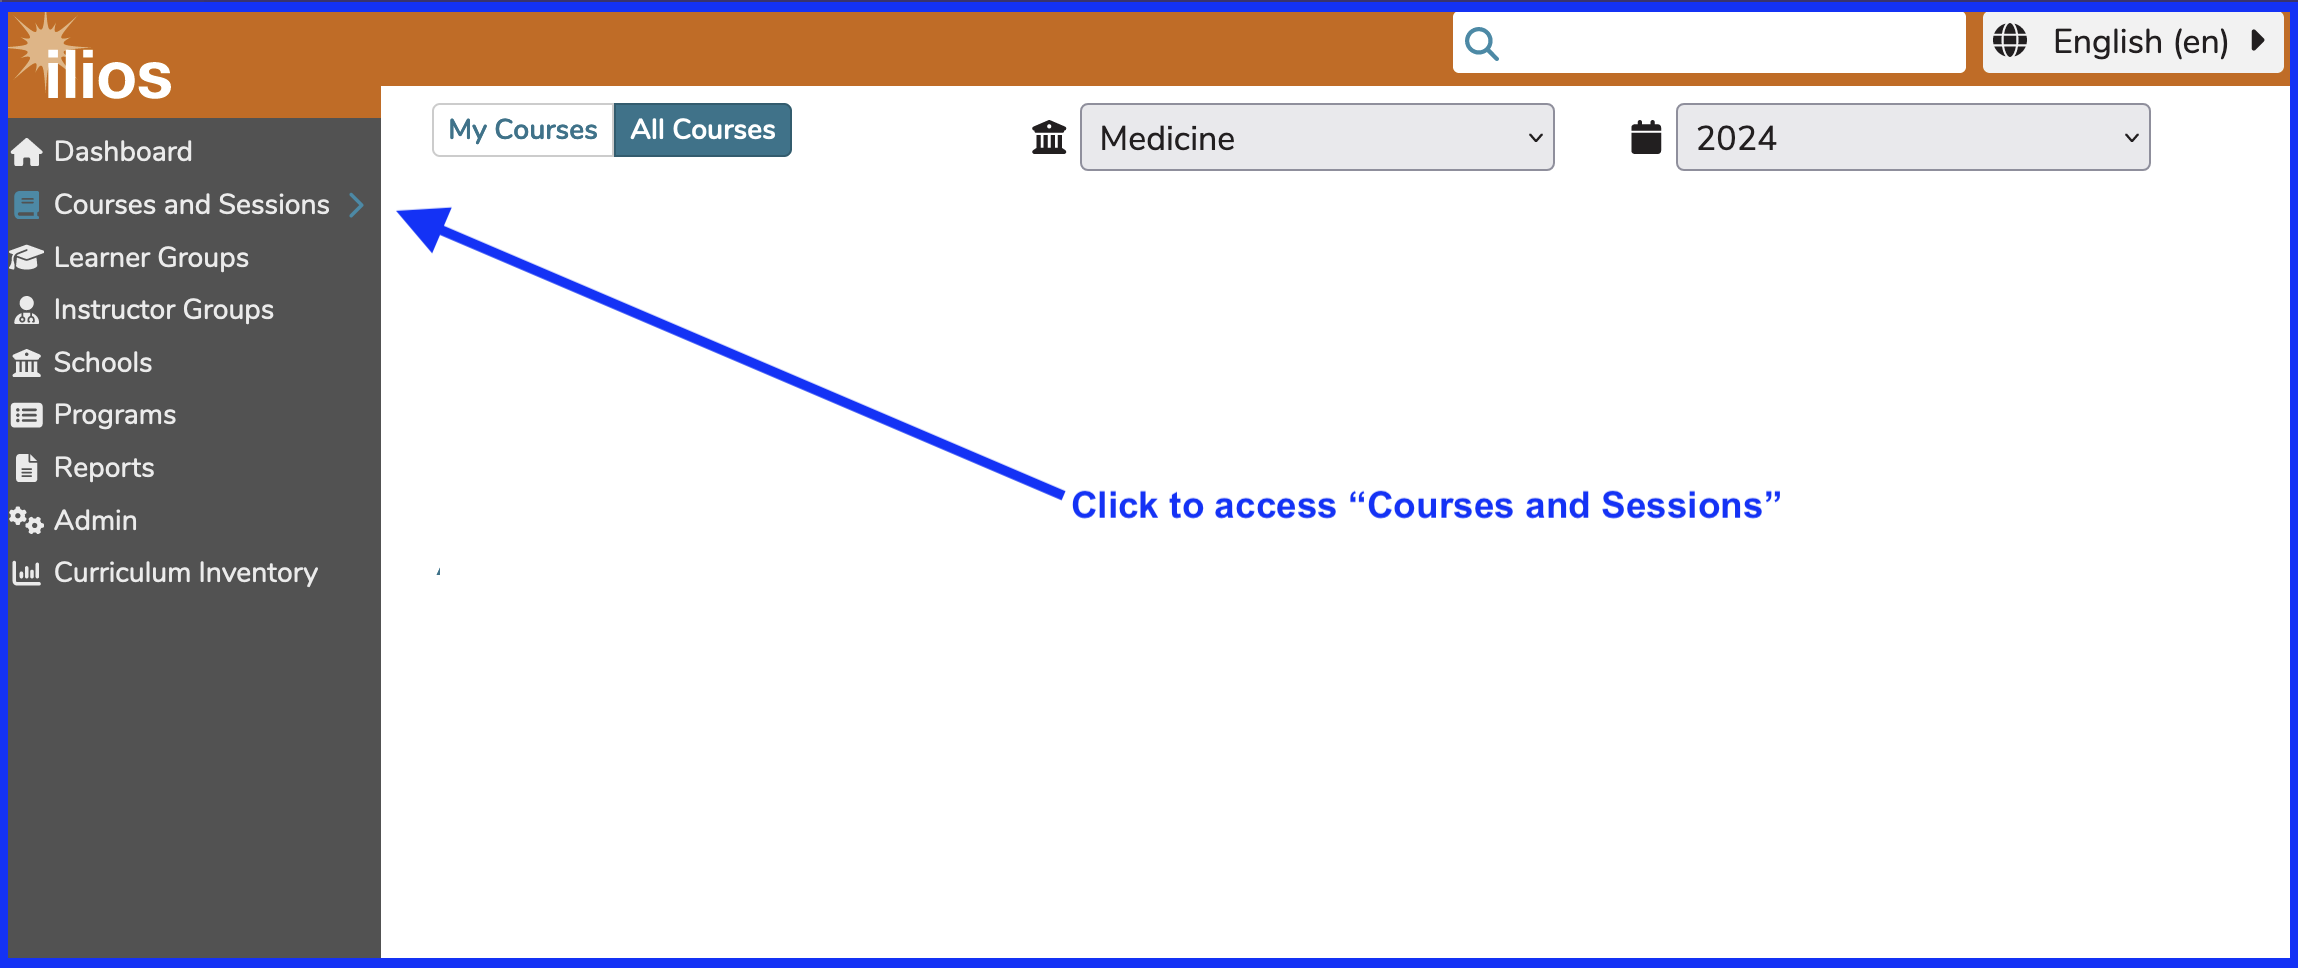 ilios
English (en)
My Courses
All Courses
Medicine
2024
Dashboard
Courses and Sessions
Learner Groups
Instructor Groups
Schools
Programs
Reports
Admin
Curriculum Inventory
Click to access “Courses and Sessions”